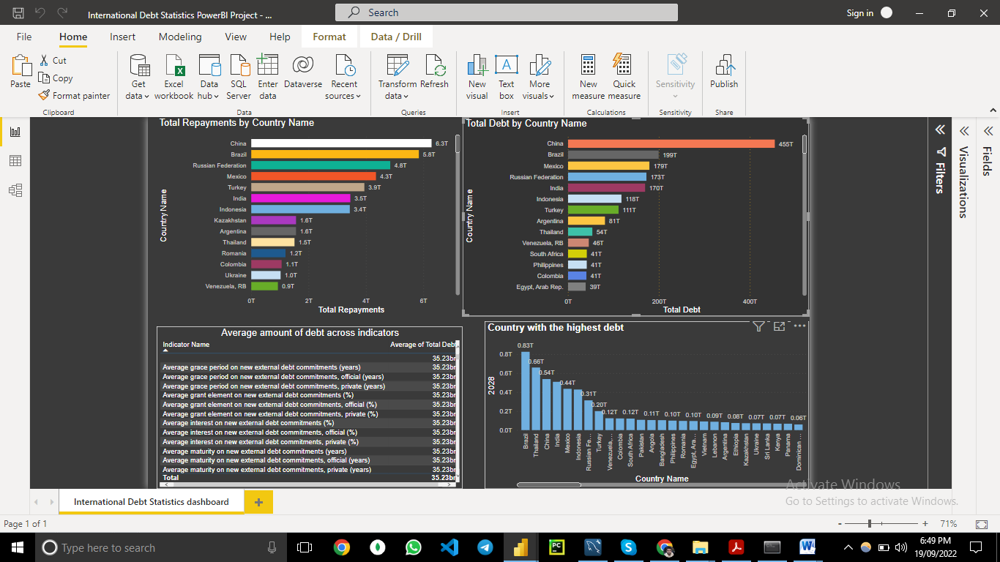 International Debt Statistics PowerBI Project - ...
Search
Sign in
File Home Insert Modeling View Help Format Data / Drill
Paste
Cut
Copy
Format painter
Get data
Excel workbook
Data hub
SQL Server
Enter data
Dataverse
Recent sources
Transform data
Refresh
New visual
Text box
More visuals
New measure
Quick measure
Sensitivity
Publish
Clipboard
Data
Queries
Insert
Calculations
Sensitivity
Share
Total Repayments by Country Name
Country Name
China 6.3T
Brazil 5.8T
Russian Federation 4.8T
Mexico 4.3T
Turkey 3.9T
India 3.5T
Indonesia 3.4T
Kazakhstan 1.6T
Argentina 1.6T
Thailand 1.5T
Romania 1.2T
Colombia 1.1T
Ukraine 1.0T
Venezuela, RB 0.9T
0T 2T 4T 6T
Total Repayments
Total Debt by Country Name
Country Name
China 455T
Brazil 199T
Mexico 179T
Russian Federation 173T
India 170T
Indonesia 118T
Turkey 111T
Argentina 81T
Thailand 54T
Venezuela, RB 46T
South Africa 41T
Philippines 41T
Colombia 41T
Egypt, Arab Rep. 39T
0T 200T 400T
Total Debt
Filters
Visualizations
Fields
Average amount of debt across indicators
Indicator Name Average of Total Debt
35.23bn
Average grace period on new external debt commitments (years) 35.23bn
Average grace period on new external debt commitments, official (years) 35.23bn
Average grace period on new external debt commitments, private (years) 35.23bn
Average grant element on new external debt commitments (%) 35.23bn
Average grant element on new external debt commitments, official (%) 35.23bn
Average grant element on new external debt commitments, private (%) 35.23bn
Average interest on new external debt commitments (%) 35.23bn
Average interest on new external debt commitments, official (%) 35.23bn
Average interest on new external debt commitments, private (%) 35.23bn
Average maturity on new external debt commitments (years) 35.23bn
Average maturity on new external debt commitments, official (years) 35.23bn
Average maturity on new external debt commitments, private (years) 35.23bn
Total 35.23bn
Country with the highest debt
2028
0.8T
0.6T
0.4T
0.2T
0.0T
0.83T 0.66T 0.54T 0.44T 0.31T 0.20T 0.12T 0.12T 0.11T 0.10T 0.10T 0.09T 0.08T 0.07T 0.07T 0.06T
Brazil
Thailand
China
India
Mexico
Indonesia
Russian Fe...
Turkey
Venezuela,...
Colombia
South Africa
Pakistan
Angola
Bangladesh
Philippines
Romania
Egypt, Ara...
Vietnam
Lebanon
Argentina
Ethiopia
Kazakhstan
Ukraine
Sri Lanka
Kenya
Panama
Dominican ...
Country Name
Activate Windows
Go to Settings to activate Windows.
International Debt Statistics dashboard
Page 1 of 1
- + 71%
Type here to search
PC
6:49 PM
19/09/2022